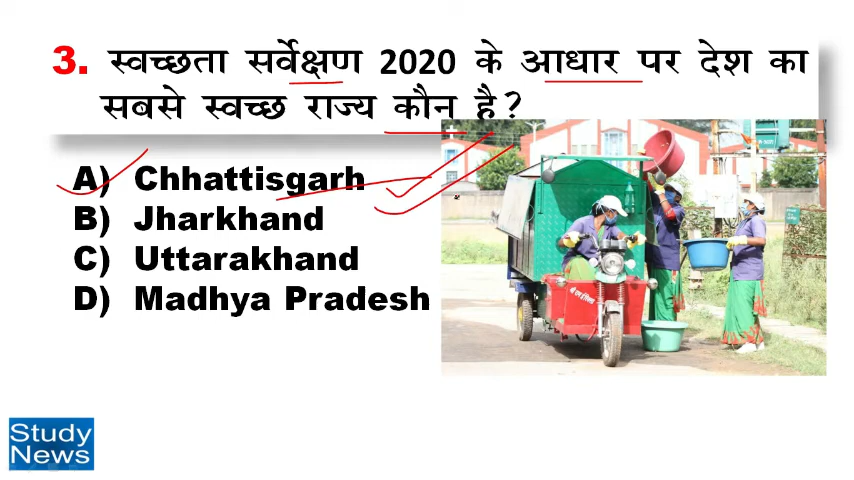 3. स्वच्छता सर्वेक्षण 2020 के आधार पर देश का
सबसे स्वच्छ राज्य कौन है?
A) Chhattisgarh
B) Jharkhand
C) Uttarakhand
D) Madhya Pradesh
Study
News